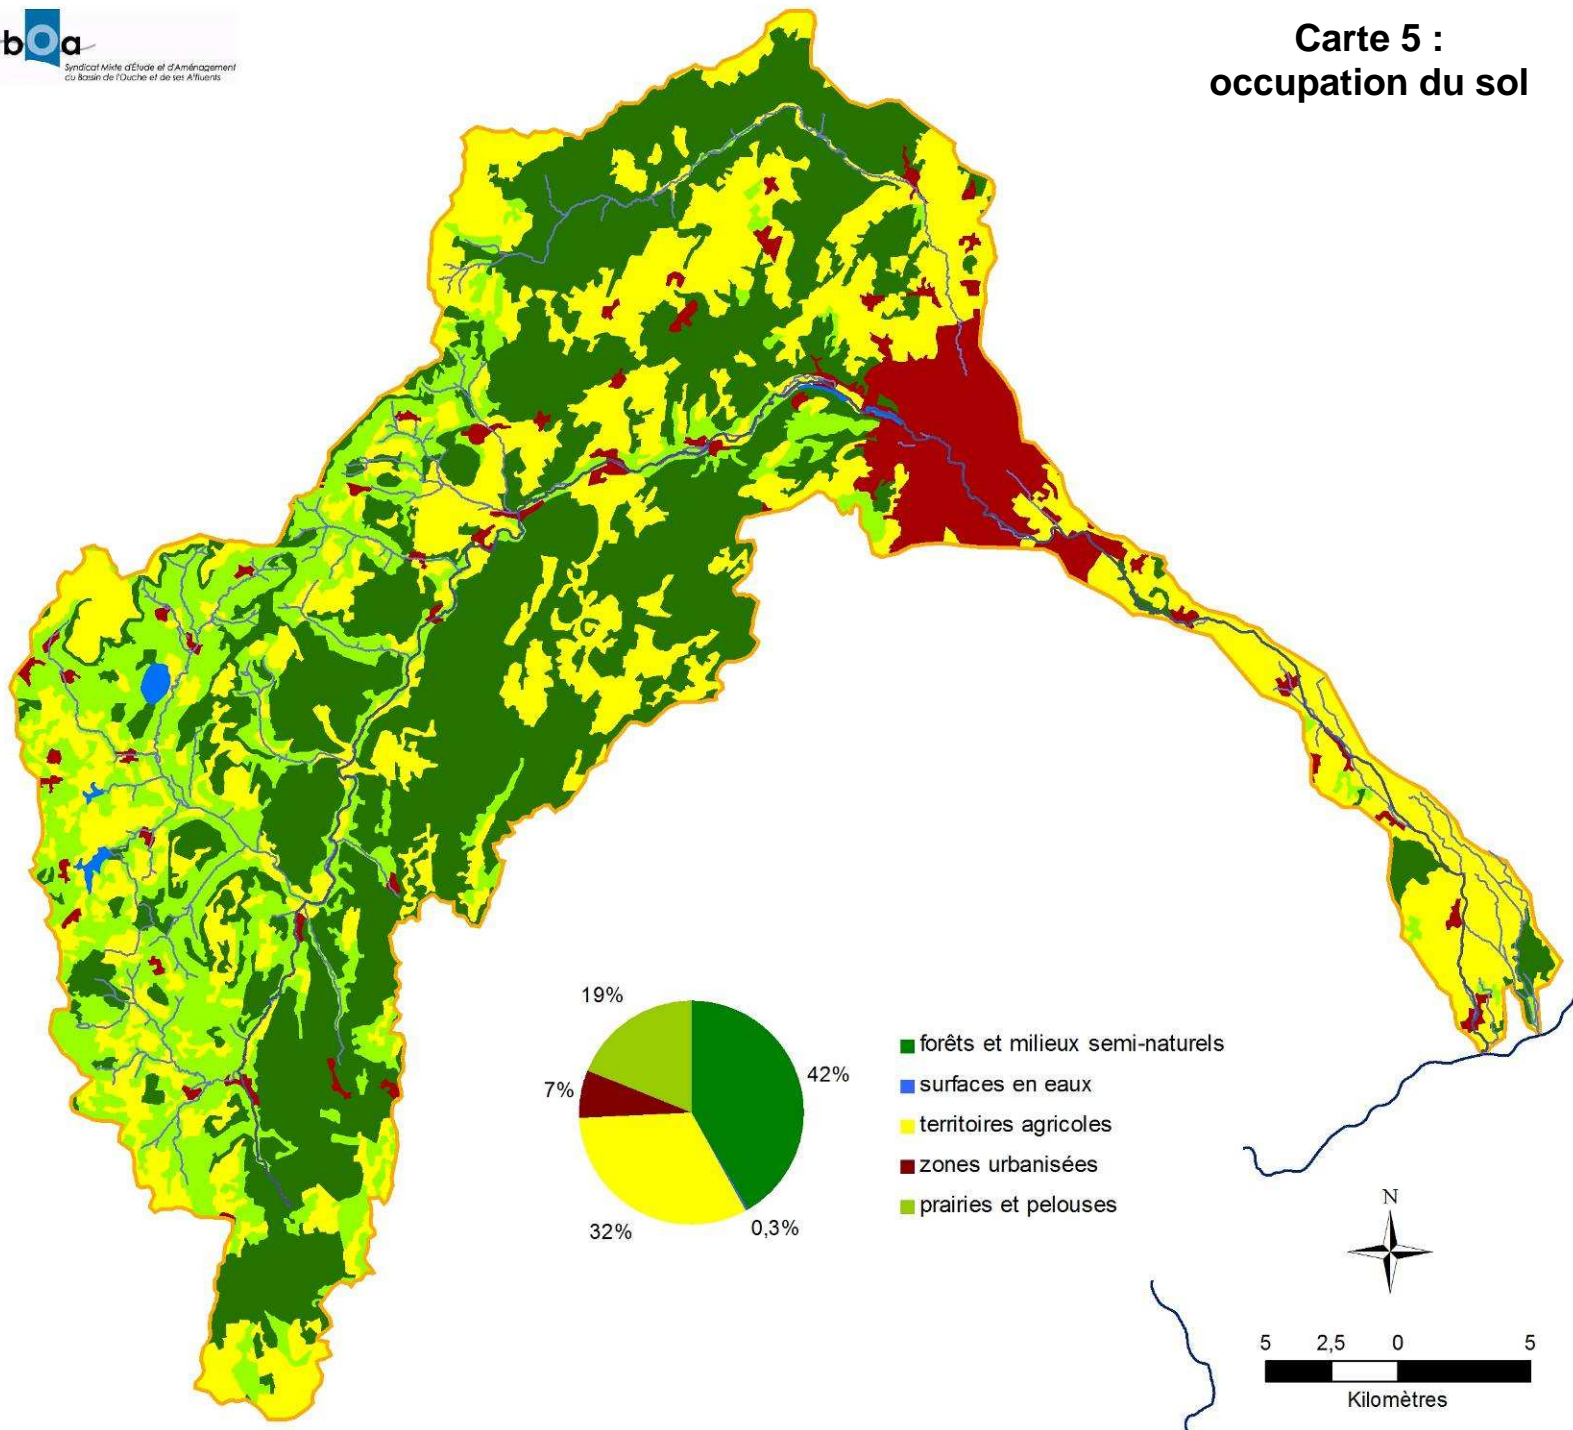 boa
Syndicat Mixte d'Étude et d'Aménagement
du Bassin de l'Ouche et de ses Affluents
Carte 5 :
occupation du sol
19%
42%
7%
32%
0,3%
forêts et milieux semi-naturels
surfaces en eaux
territoires agricoles
zones urbanisées
prairies et pelouses
N
5 2,5 0 5
Kilomètres